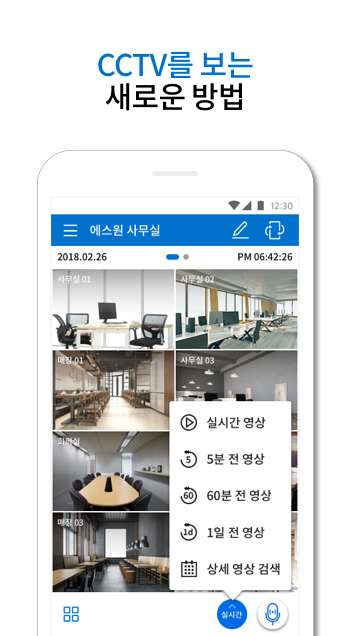 CCTV를 보는
새로운 방법
12:30
에스원 사무실
2018.02.26
PM 06:42:26
사무실 01
사무실 02
매장 01
사무실 03
회의실
매장 03
실시간 영상
5
5분 전 영상
60
60분 전 영상
1d
1일 전 영상
상세 영상 검색
실시간